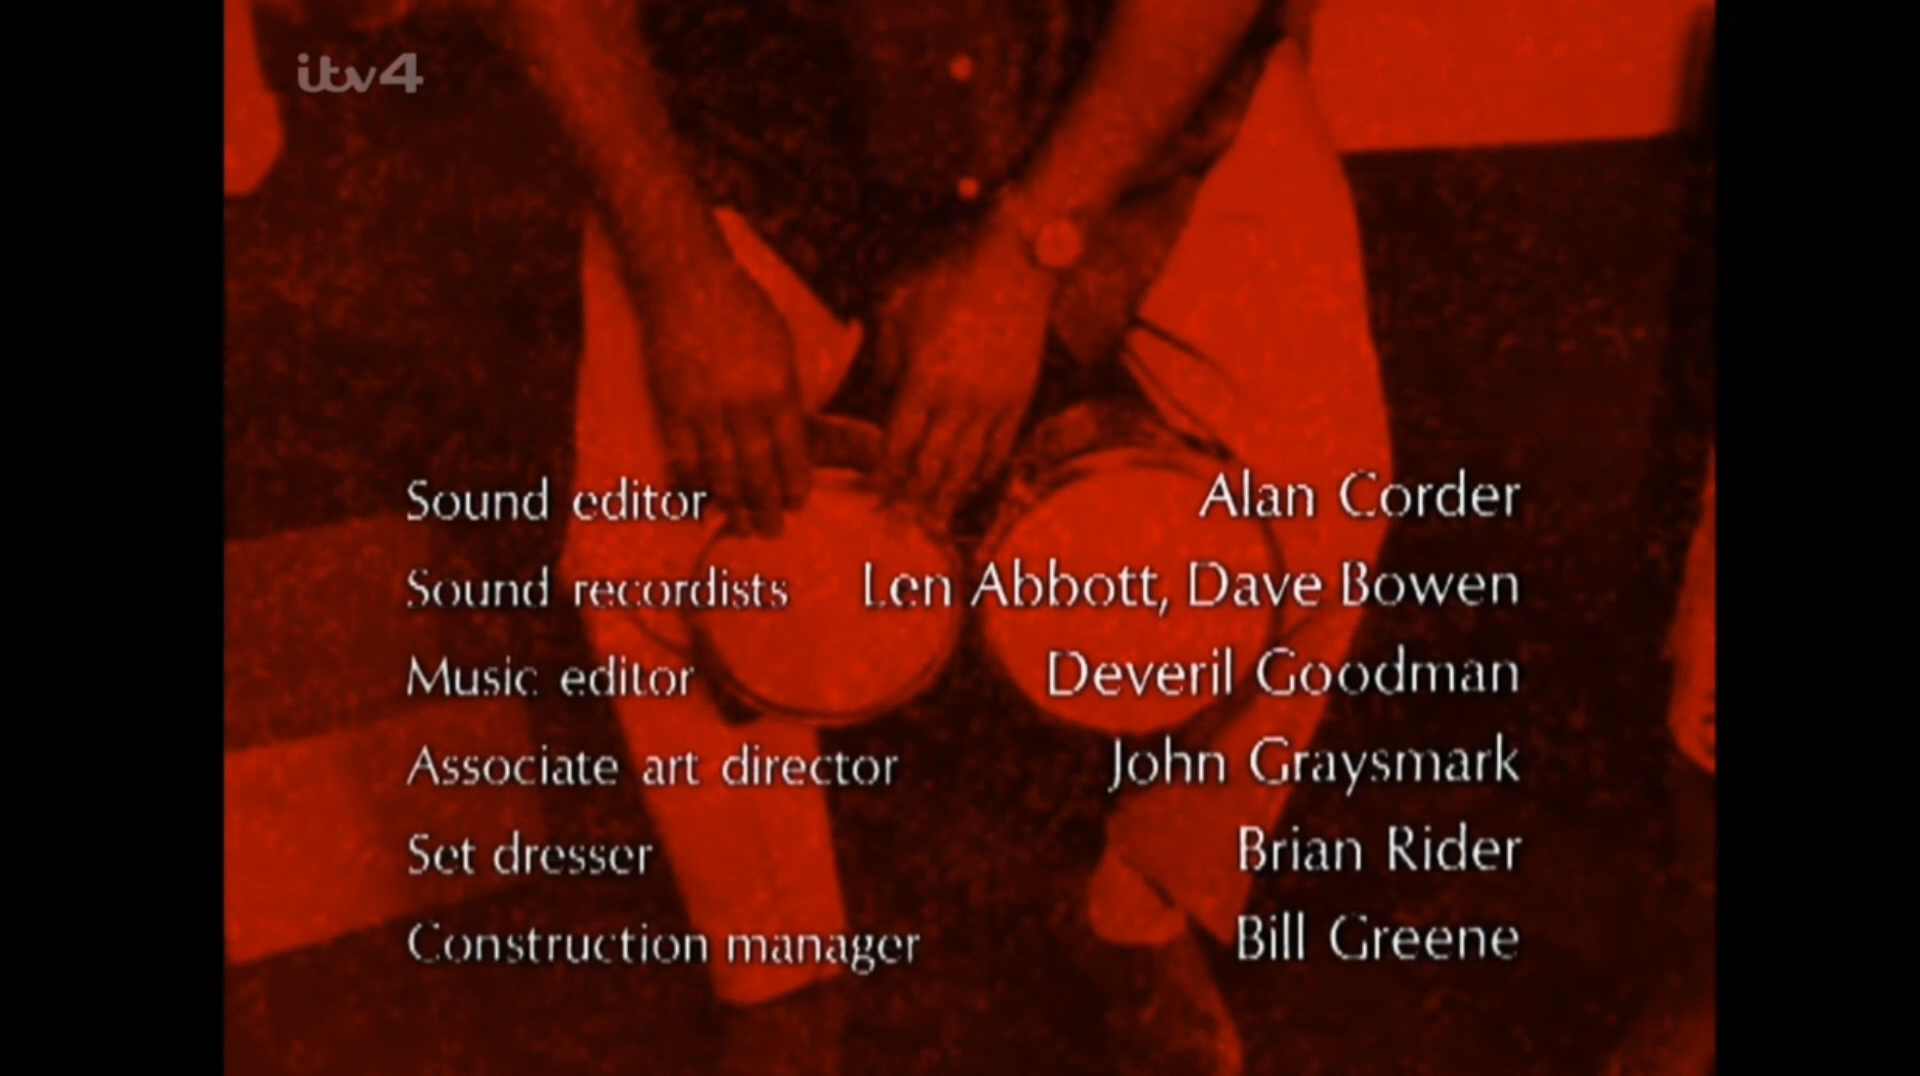 itv4
Sound editor Alan Corder
Sound recordists Len Abbott, Dave Bowen
Music editor Deveril Goodman
Associate art director John Graysmark
Set dresser Brian Rider
Construction manager Bill Greene